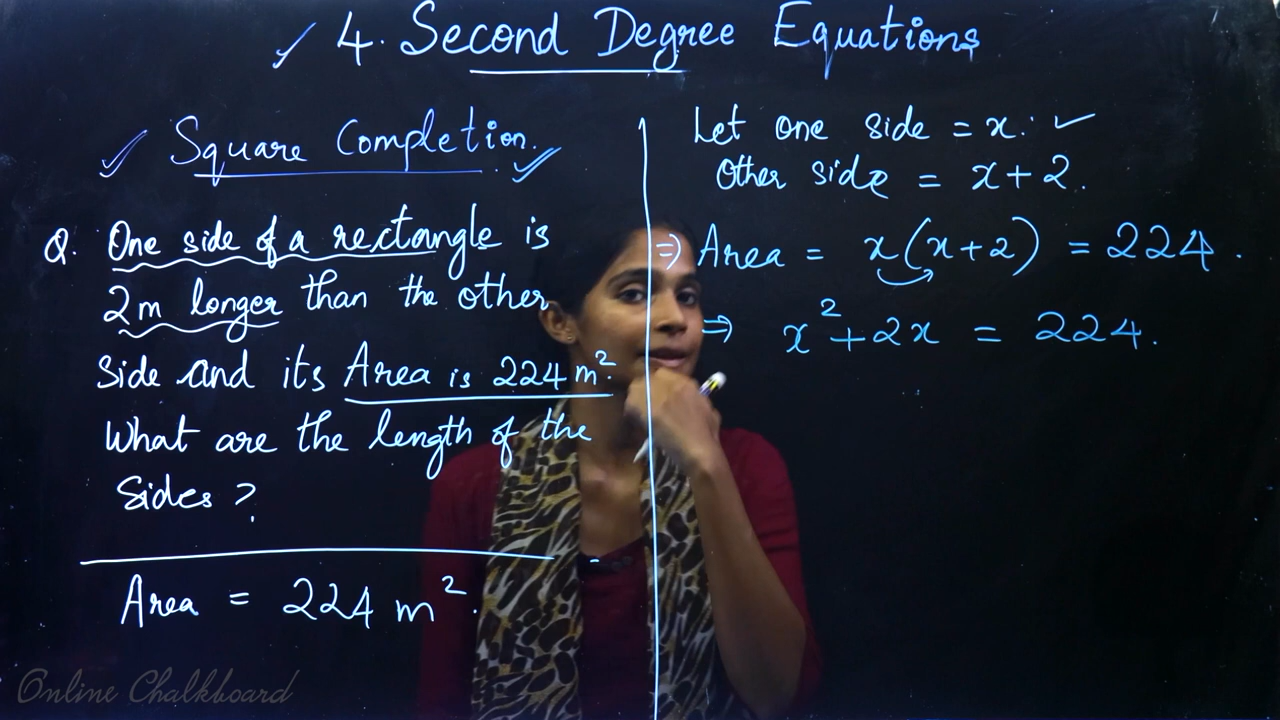 4. Second Degree Equations
Square Completion.
Q. One side of a rectangle is
2m longer than the other
side and its Area is 224 m².
What are the length of the
sides?
Area = 224 m².
Let one side = x.
Other side = x + 2.
⇒ Area = x(x+2) = 224.
⇒ x² + 2x = 224.
Online Chalkboard